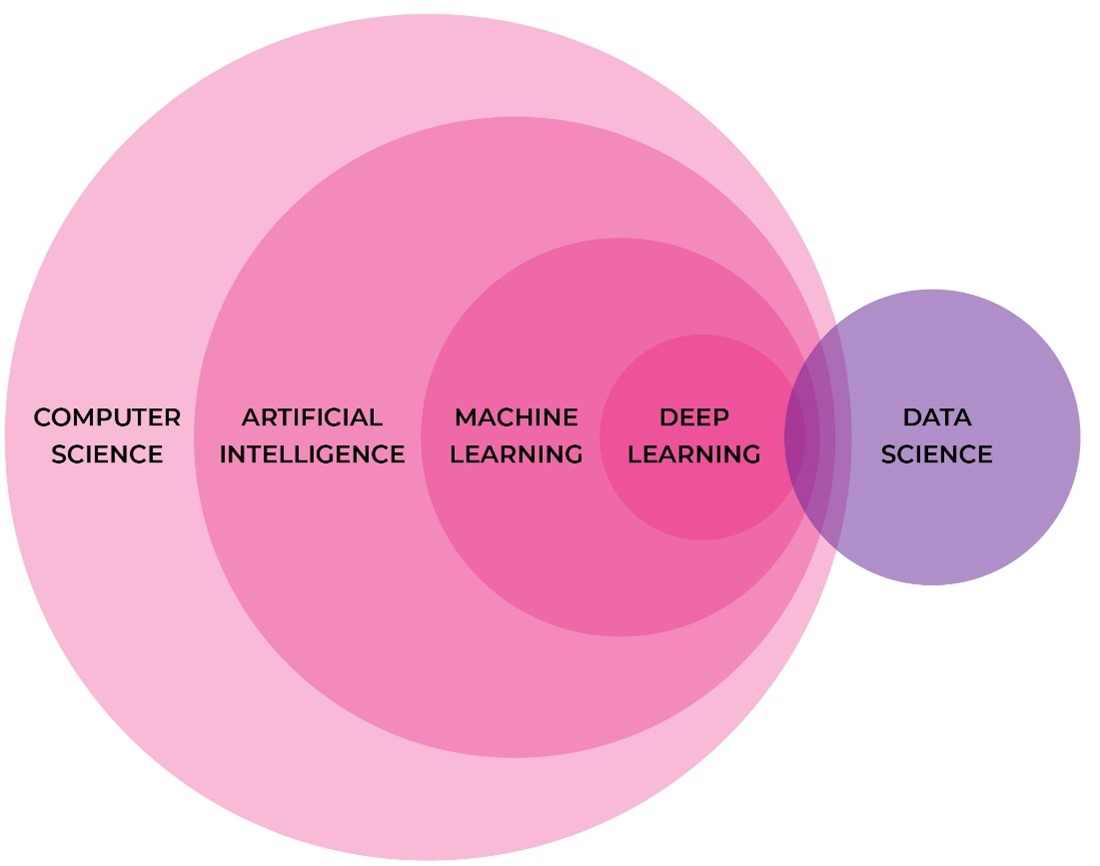 COMPUTER
SCIENCE
ARTIFICIAL
INTELLIGENCE
MACHINE
LEARNING
DEEP
LEARNING
DATA
SCIENCE